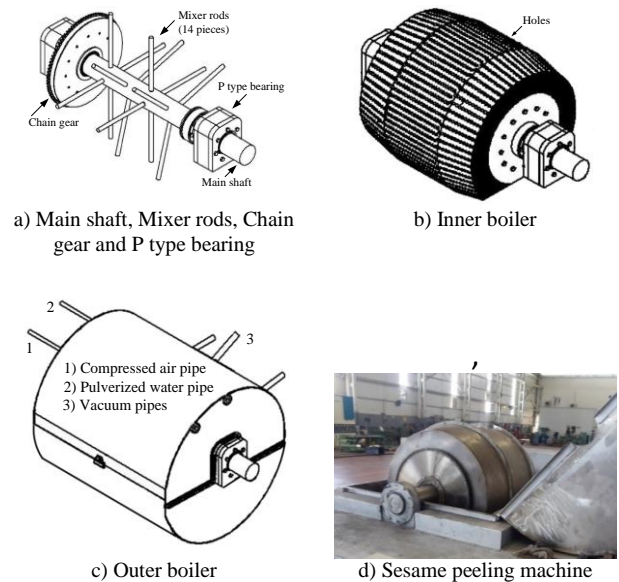 Mixer rods
(14 pieces)
P type bearing
Chain gear
Main shaft
Holes
a) Main shaft, Mixer rods, Chain
gear and P type bearing
b) Inner boiler
2
1
3
1) Compressed air pipe
2) Pulverized water pipe
3) Vacuum pipes
,
c) Outer boiler
d) Sesame peeling machine